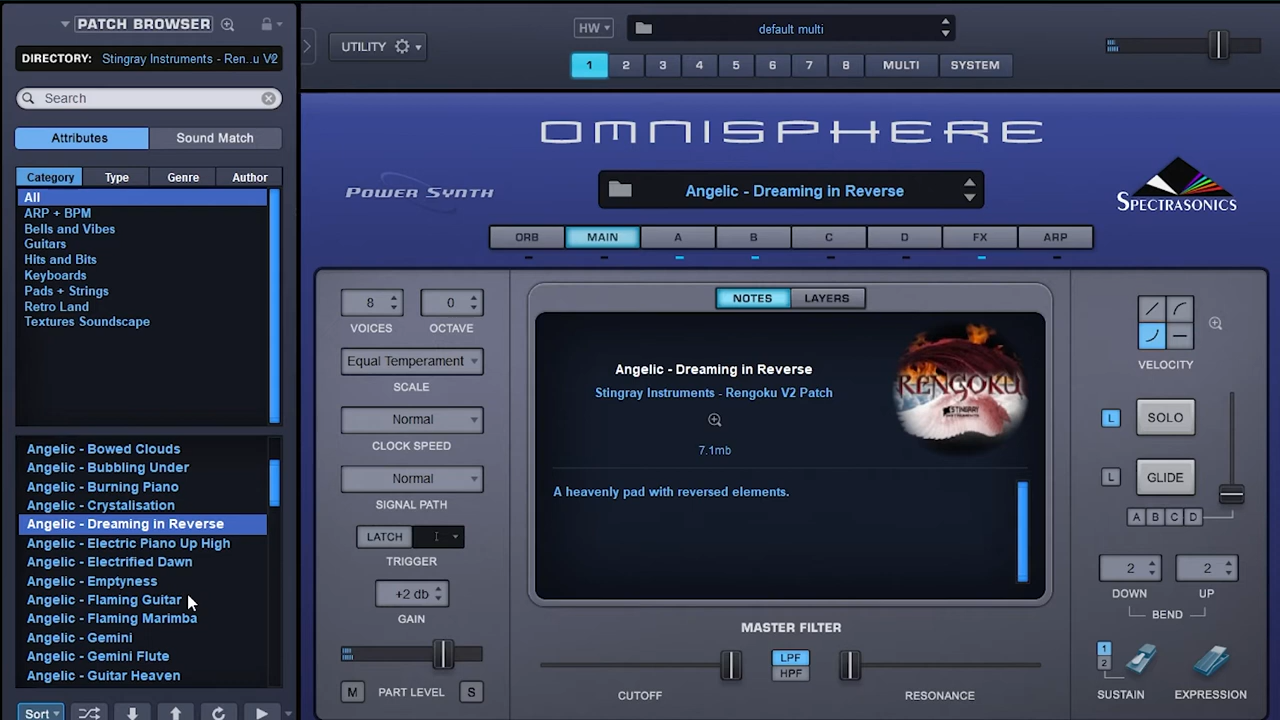 PATCH BROWSER
DIRECTORY: Stingray Instruments - Ren..u V2
Search
Attributes Sound Match
Category Type Genre Author
All
ARP + BPM
Bells and Vibes
Guitars
Hits and Bits
Keyboards
Pads + Strings
Retro Land
Textures Soundscape
Angelic - Bowed Clouds
Angelic - Bubbling Under
Angelic - Burning Piano
Angelic - Crystalisation
Angelic - Dreaming in Reverse
Angelic - Electric Piano Up High
Angelic - Electrified Dawn
Angelic - Emptyness
Angelic - Flaming Guitar
Angelic - Flaming Marimba
Angelic - Gemini
Angelic - Gemini Flute
Angelic - Guitar Heaven
Sort
UTILITY
HW default multi
1 2 3 4 5 6 7 8 MULTI SYSTEM
OMNISPHERE
POWER SYNTH
Angelic - Dreaming in Reverse
SPECTRASONICS
ORB MAIN A B C D FX ARP
8 0
VOICES OCTAVE
Equal Temperament
SCALE
Normal
CLOCK SPEED
Normal
SIGNAL PATH
LATCH
TRIGGER
+2 db
GAIN
M PART LEVEL S
NOTES LAYERS
Angelic - Dreaming in Reverse
Stingray Instruments - Rengoku V2 Patch
7.1mb
A heavenly pad with reversed elements.
RENGOKU
STINGRAY
MASTER FILTER
LPF
HPF
CUTOFF RESONANCE
VELOCITY
L SOLO
L GLIDE
A B C D
2 2
DOWN UP
BEND
1
2
SUSTAIN EXPRESSION